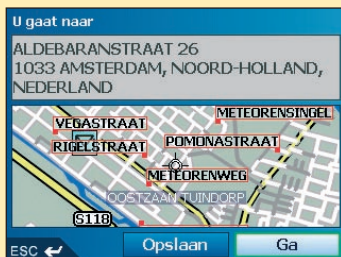 U gaat naar
ALDEBARANSTRAAT 26
1033 AMSTERDAM, NOORD-HOLLAND,
NEDERLAND
METEORENSINGEL
VEGASTRAAT
RIGELSTRAAT
POMONASTRAAT
METEORENWEG
OOSTZAAN TUINDORP
S118
ESC
Opslaan
Ga